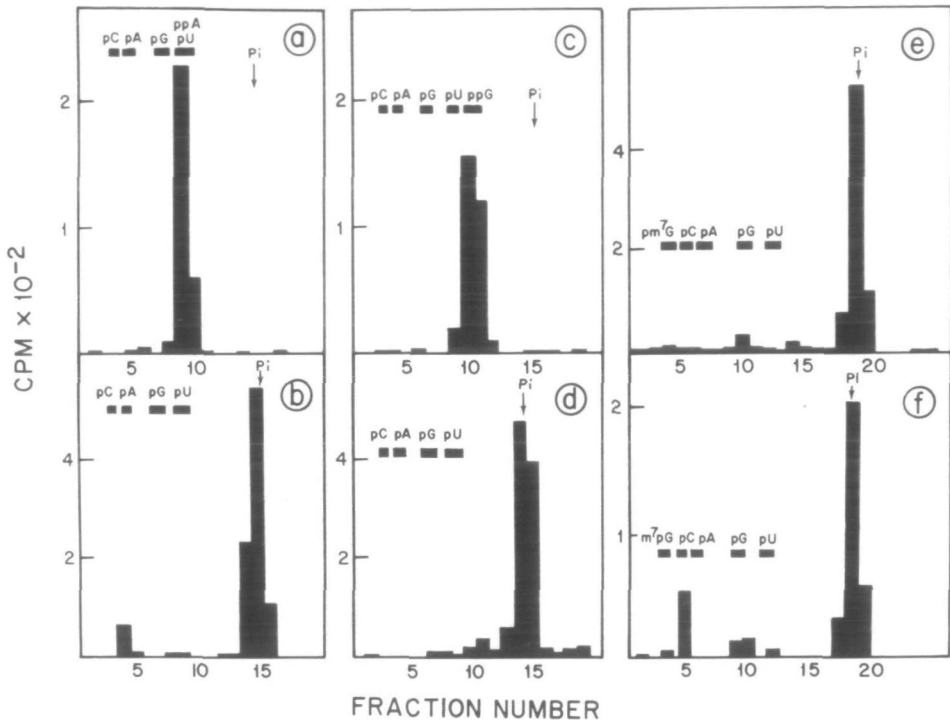 ppA
pC pA pG pU
Pi
a
2
1
5 10
CPM × 10⁻²
Pi
pC pA pG pU
b
4
2
5 10 15
c
2
pC pA pG pU ppG
Pi
1
5 10 15
Pi
d
pC pA pG pU
4
2
5 10 15
Pi
e
4
pm⁷G pC pA pG pU
2
5 10 15 20
PI
f
2
m⁷pG pC pA pG pU
1
5 10 15 20
FRACTION NUMBER